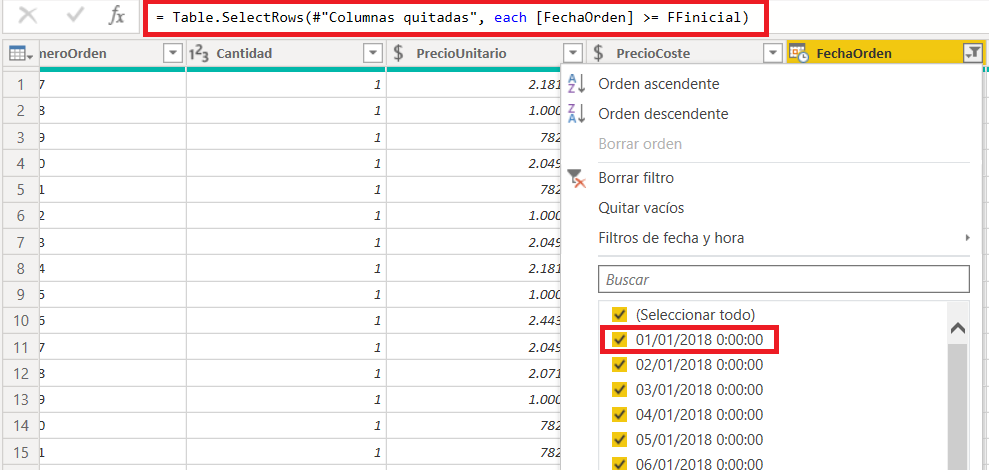 fx = Table.SelectRows(#"Columnas quitadas", each [FechaOrden] >= FFinicial)
neroOrden 1²3 Cantidad $ PrecioUnitario $ PrecioCoste FechaOrden
1 7 1 2.181
2 8 1 1.000
3 9 1 782
4 0 1 2.049
5 1 1 782
6 2 1 1.000
7 3 1 2.049
8 4 1 2.181
9 5 1 1.000
10 6 1 2.443
11 7 1 2.049
12 8 1 2.071
13 9 1 1.000
14 0 1 782
15 1 1 782
Orden ascendente
Orden descendente
Borrar orden
Borrar filtro
Quitar vacíos
Filtros de fecha y hora
Buscar
(Seleccionar todo)
01/01/2018 0:00:00
02/01/2018 0:00:00
03/01/2018 0:00:00
04/01/2018 0:00:00
05/01/2018 0:00:00
06/01/2018 0:00:00